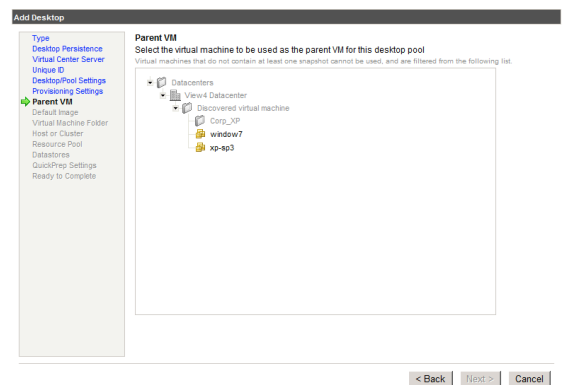 Add Desktop
Type
Desktop Persistence
Virtual Center Server
Unique ID
Desktop/Pool Settings
Provisioning Settings
Parent VM
Default Image
Virtual Machine Folder
Host or Cluster
Resource Pool
Datastores
QuickPrep Settings
Ready to Complete
Parent VM
Select the virtual machine to be used as the parent VM for this desktop pool
Virtual machines that do not contain at least one snapshot cannot be used, and are filtered from the following list.
Datacenters
View4 Datacenter
Discovered virtual machine
Corp_XP
window7
xp-sp3
< Back Next > Cancel